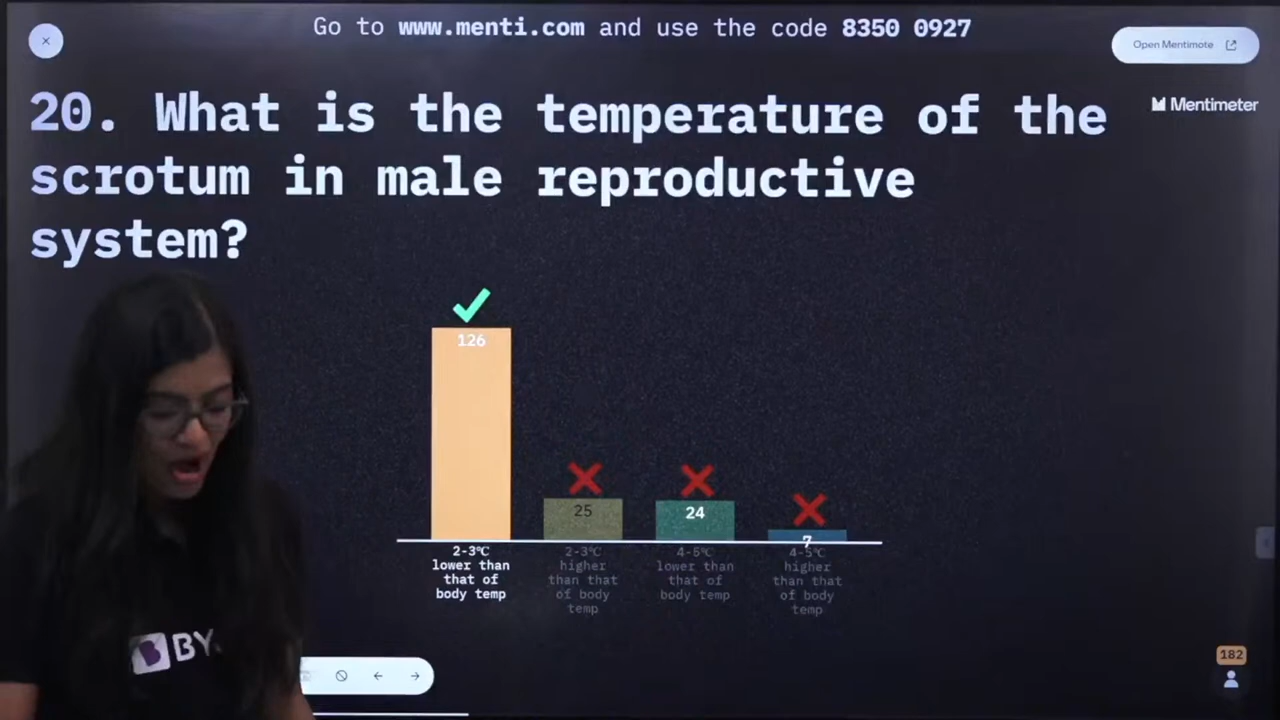 Go to www.menti.com and use the code 8350 0927
Open Mentimote
Mentimeter
20. What is the temperature of the
scrotum in male reproductive
system?
126
25
24
7
2-3℃
lower than
that of
body temp
2-3℃
higher
than that
of body
temp
4-5℃
lower than
that of
body temp
4-5℃
higher
than that
of body
temp
BY
182